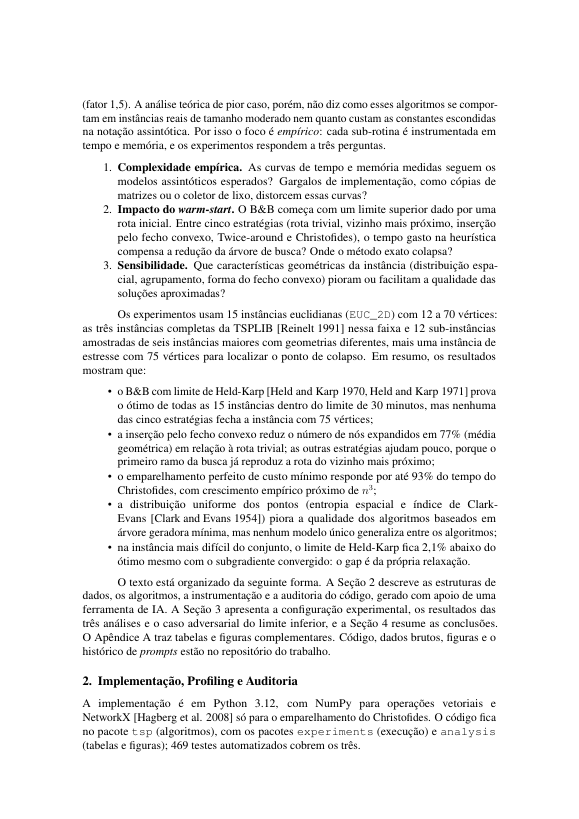 (fator 1,5). A análise teórica de pior caso, porém, não diz como esses algoritmos se compor-
tam em instâncias reais de tamanho moderado nem quanto custam as constantes escondidas
na notação assintótica. Por isso o foco é empírico: cada sub-rotina é instrumentada em
tempo e memória, e os experimentos respondem a três perguntas.
1. Complexidade empírica. As curvas de tempo e memória medidas seguem os
modelos assintóticos esperados? Gargalos de implementação, como cópias de
matrizes ou o coletor de lixo, distorcem essas curvas?
2. Impacto do warm-start. O B&B começa com um limite superior dado por uma
rota inicial. Entre cinco estratégias (rota trivial, vizinho mais próximo, inserção
pelo fecho convexo, Twice-around e Christofides), o tempo gasto na heurística
compensa a redução da árvore de busca? Onde o método exato colapsa?
3. Sensibilidade. Que características geométricas da instância (distribuição espa-
cial, agrupamento, forma do fecho convexo) pioram ou facilitam a qualidade das
soluções aproximadas?
Os experimentos usam 15 instâncias euclidianas (EUC_2D) com 12 a 70 vértices:
as três instâncias completas da TSPLIB [Reinelt 1991] nessa faixa e 12 sub-instâncias
amostradas de seis instâncias maiores com geometrias diferentes, mais uma instância de
estresse com 75 vértices para localizar o ponto de colapso. Em resumo, os resultados
mostram que:
• o B&B com limite de Held-Karp [Held and Karp 1970, Held and Karp 1971] prova
o ótimo de todas as 15 instâncias dentro do limite de 30 minutos, mas nenhuma
das cinco estratégias fecha a instância com 75 vértices;
• a inserção pelo fecho convexo reduz o número de nós expandidos em 77% (média
geométrica) em relação à rota trivial; as outras estratégias ajudam pouco, porque o
primeiro ramo da busca já reproduz a rota do vizinho mais próximo;
• o emparelhamento perfeito de custo mínimo responde por até 93% do tempo do
Christofides, com crescimento empírico próximo de n³;
• a distribuição uniforme dos pontos (entropia espacial e índice de Clark-
Evans [Clark and Evans 1954]) piora a qualidade dos algoritmos baseados em
árvore geradora mínima, mas nenhum modelo único generaliza entre os algoritmos;
• na instância mais difícil do conjunto, o limite de Held-Karp fica 2,1% abaixo do
ótimo mesmo com o subgradiente convergido: o gap é da própria relaxação.
O texto está organizado da seguinte forma. A Seção 2 descreve as estruturas de
dados, os algoritmos, a instrumentação e a auditoria do código, gerado com apoio de uma
ferramenta de IA. A Seção 3 apresenta a configuração experimental, os resultados das
três análises e o caso adversarial do limite inferior, e a Seção 4 resume as conclusões.
O Apêndice A traz tabelas e figuras complementares. Código, dados brutos, figuras e o
histórico de prompts estão no repositório do trabalho.
2. Implementação, Profiling e Auditoria
A implementação é em Python 3.12, com NumPy para operações vetoriais e
NetworkX [Hagberg et al. 2008] só para o emparelhamento do Christofides. O código fica
no pacote tsp (algoritmos), com os pacotes experiments (execução) e analysis
(tabelas e figuras); 469 testes automatizados cobrem os três.